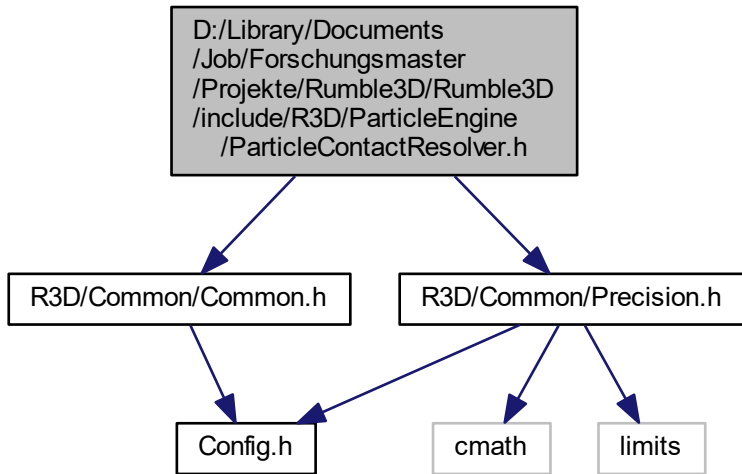 D:/Library/Documents
/Job/Forschungsmaster
/Projekte/Rumble3D/Rumble3D
/include/R3D/ParticleEngine
/ParticleContactResolver.h
R3D/Common/Common.h
R3D/Common/Precision.h
Config.h
cmath
limits